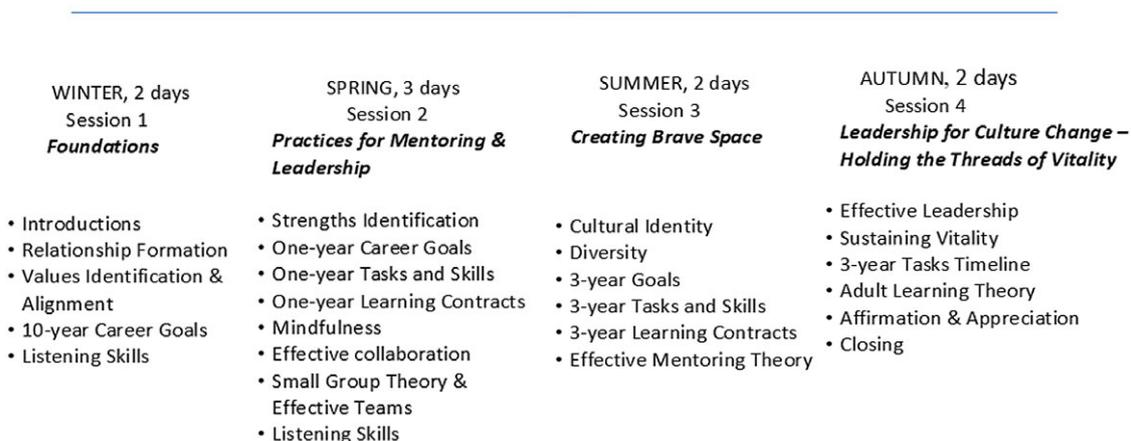 WINTER, 2 days
Session 1
Foundations
• Introductions
• Relationship Formation
• Values Identification &
Alignment
• 10-year Career Goals
• Listening Skills
SPRING, 3 days
Session 2
Practices for Mentoring &
Leadership
• Strengths Identification
• One-year Career Goals
• One-year Tasks and Skills
• One-year Learning Contracts
• Mindfulness
• Effective collaboration
• Small Group Theory &
Effective Teams
• Listening Skills
SUMMER, 2 days
Session 3
Creating Brave Space
• Cultural Identity
• Diversity
• 3-year Goals
• 3-year Tasks and Skills
• 3-year Learning Contracts
• Effective Mentoring Theory
AUTUMN, 2 days
Session 4
Leadership for Culture Change –
Holding the Threads of Vitality
• Effective Leadership
• Sustaining Vitality
• 3-year Tasks Timeline
• Adult Learning Theory
• Affirmation & Appreciation
• Closing